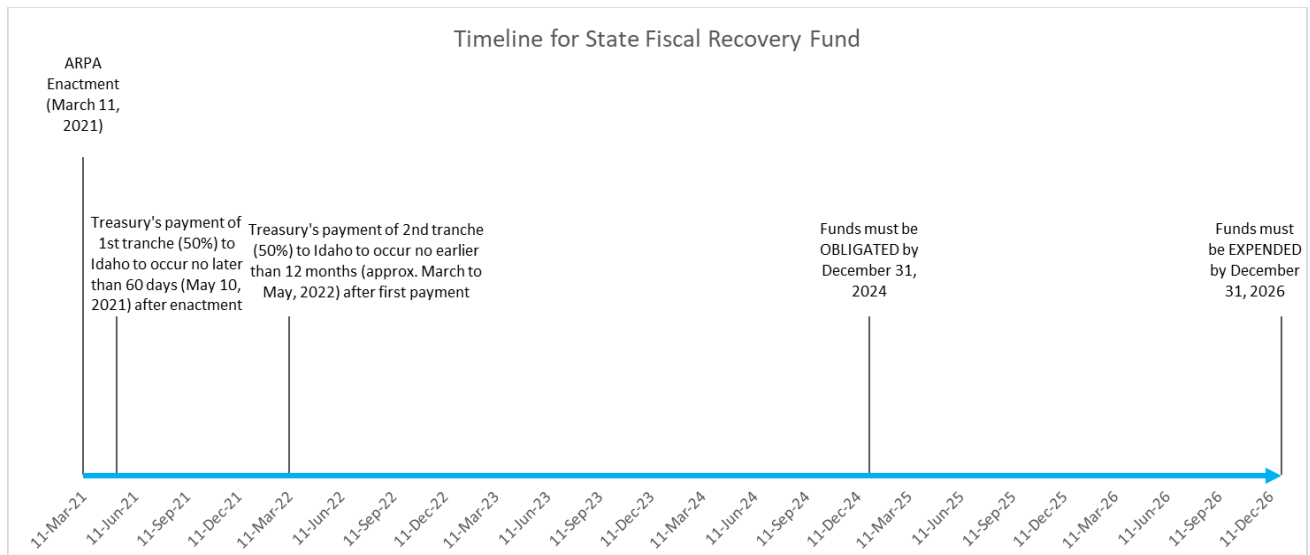 Timeline for State Fiscal Recovery Fund
ARPA
Enactment
(March 11,
2021)
Treasury's payment of
1st tranche (50%) to
Idaho to occur no later
than 60 days (May 10,
2021) after enactment
Treasury's payment of 2nd tranche
(50%) to Idaho to occur no earlier
than 12 months (approx. March to
May, 2022) after first payment
Funds must be
OBLIGATED by
December 31,
2024
Funds must
be EXPENDED
by December
31, 2026
11-Mar-21
11-Jun-21
11-Sep-21
11-Dec-21
11-Mar-22
11-Jun-22
11-Sep-22
11-Dec-22
11-Mar-23
11-Jun-23
11-Sep-23
11-Dec-23
11-Mar-24
11-Jun-24
11-Sep-24
11-Dec-24
11-Mar-25
11-Jun-25
11-Sep-25
11-Dec-25
11-Mar-26
11-Jun-26
11-Sep-26
11-Dec-26